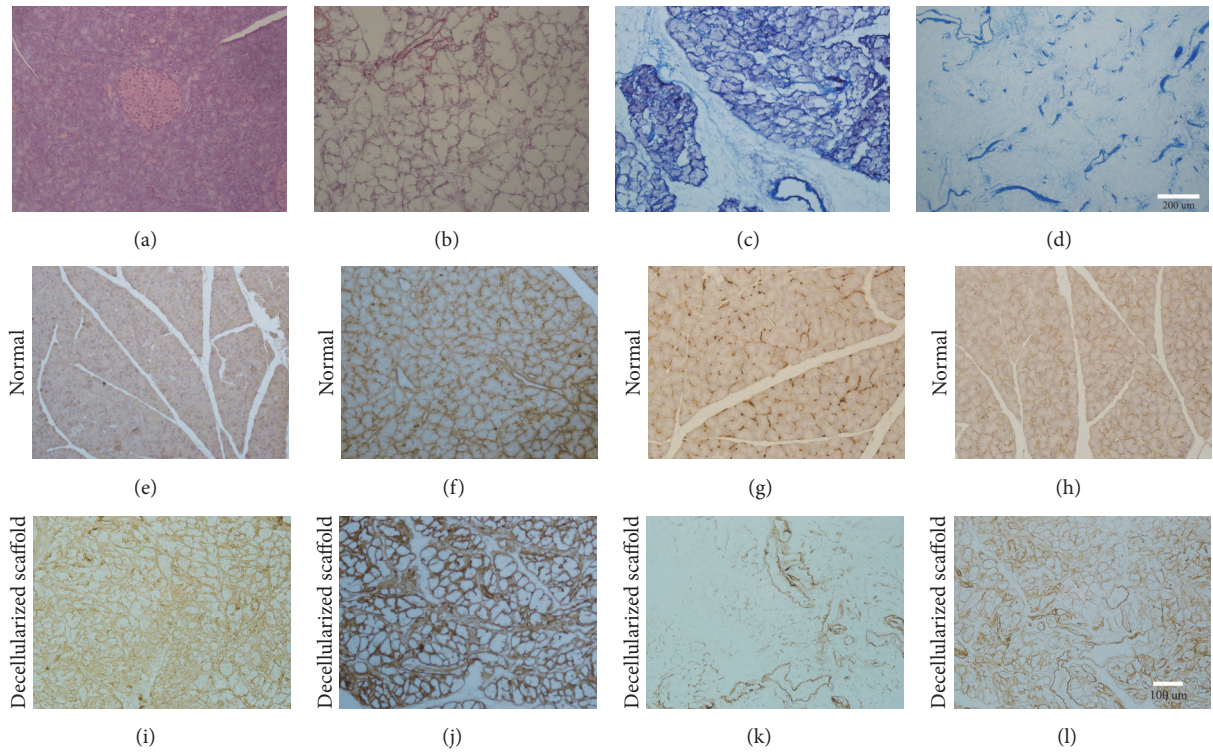 200 um
(a)
(b)
(c)
(d)
Normal
Normal
Normal
Normal
(e)
(f)
(g)
(h)
Decellularized scaffold
Decellularized scaffold
Decellularized scaffold
Decellularized scaffold
100 um
(i)
(j)
(k)
(l)